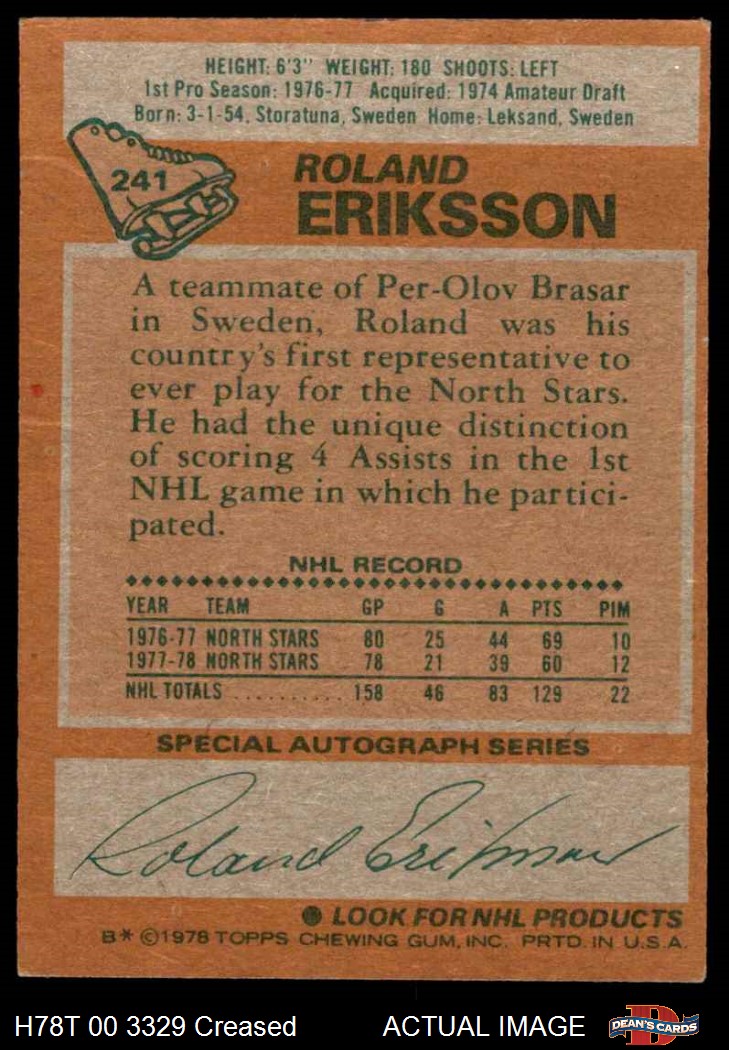 HEIGHT: 6'3" WEIGHT: 180 SHOOTS: LEFT
1st Pro Season: 1976-77 Acquired: 1974 Amateur Draft
Born: 3-1-54, Storatuna, Sweden Home: Leksand, Sweden
241
ROLAND
ERIKSSON
A teammate of Per-Olov Brasar
in Sweden, Roland was his
country's first representative to
ever play for the North Stars.
He had the unique distinction
of scoring 4 Assists in the 1st
NHL game in which he partici-
pated.
NHL RECORD
YEAR TEAM GP G A PTS PIM
1976-77 NORTH STARS 80 25 44 69 10
1977-78 NORTH STARS 78 21 39 60 12
NHL TOTALS .......... 158 46 83 129 22
SPECIAL AUTOGRAPH SERIES
Roland Eriksson
● LOOK FOR NHL PRODUCTS
B* ©1978 TOPPS CHEWING GUM, INC. PRTD. IN U.S.A.
H78T 00 3329 Creased ACTUAL IMAGE
DEAN'S CARDS